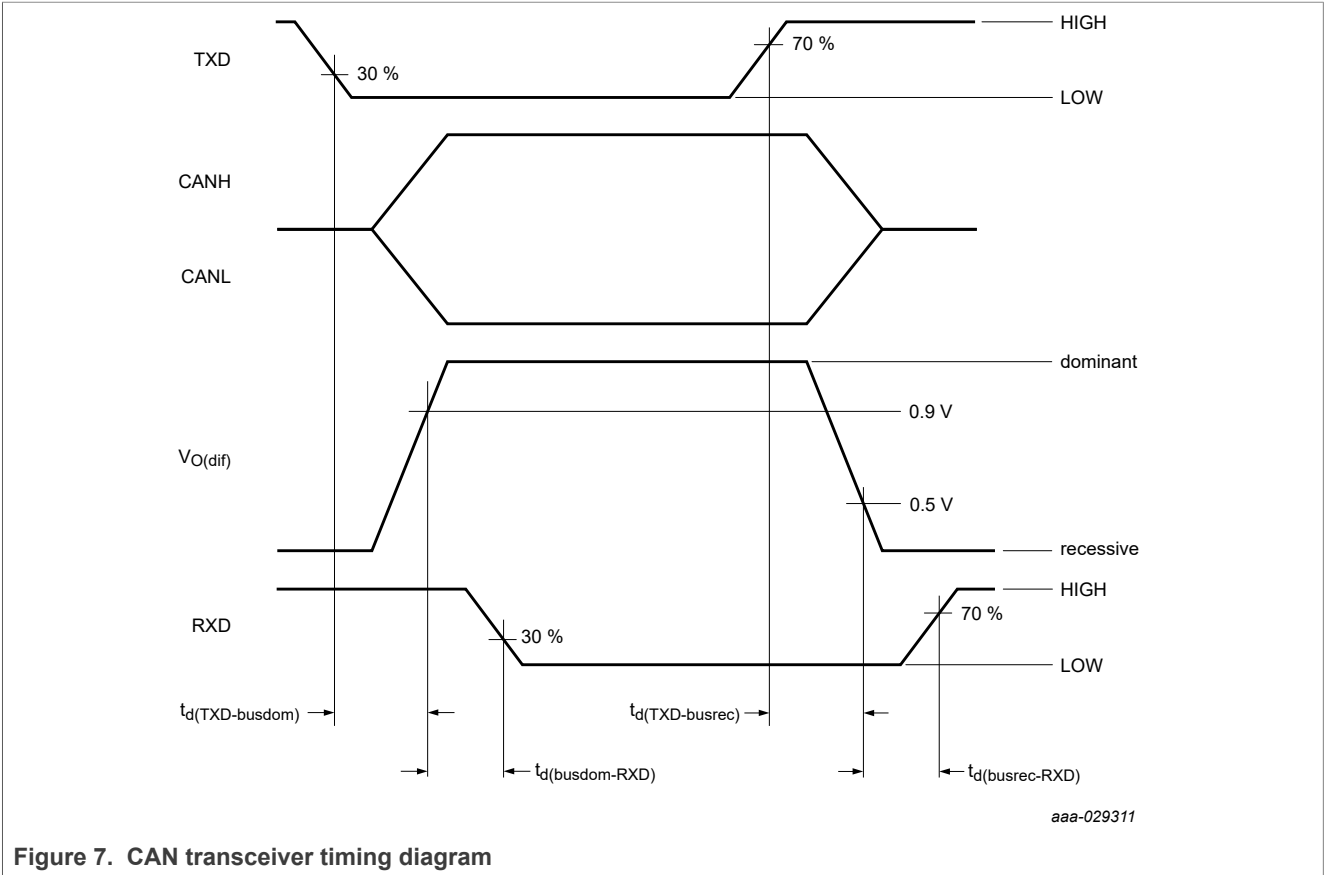 HIGH
70 %
TXD
30 %
LOW
CANH
CANL
dominant
0.9 V
VO(dif)
0.5 V
recessive
HIGH
70 %
RXD
30 %
LOW
td(TXD-busdom)
td(TXD-busrec)
td(busdom-RXD)
td(busrec-RXD)
aaa-029311
Figure 7. CAN transceiver timing diagram